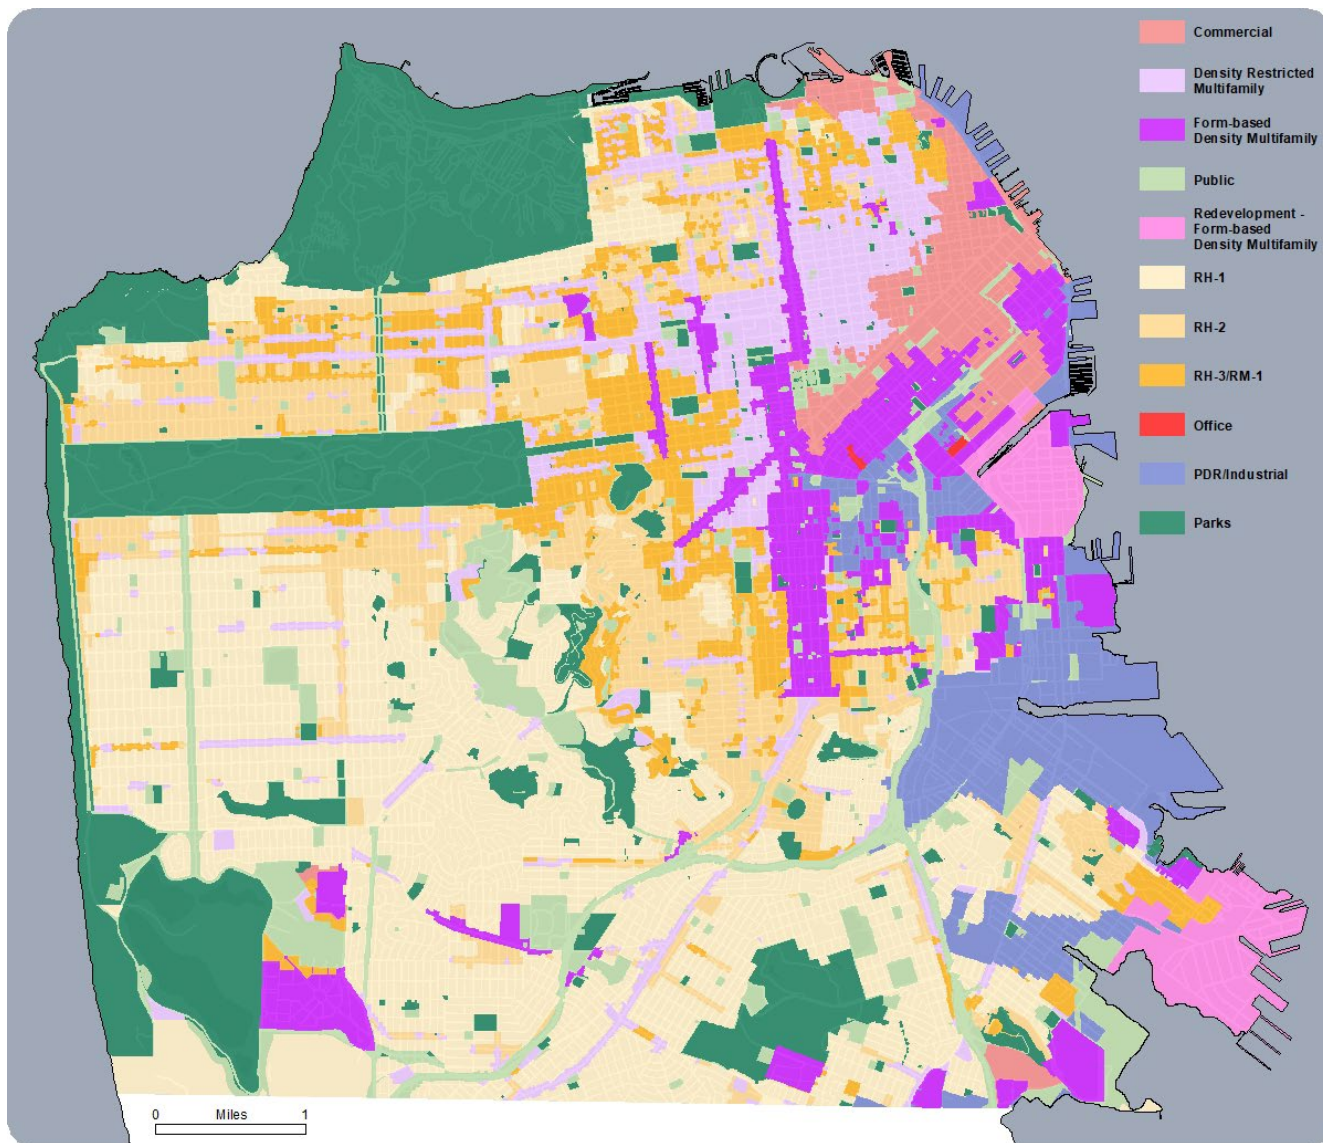 Commercial
Density Restricted
Multifamily
Form-based
Density Multifamily
Public
Redevelopment -
Form-based
Density Multifamily
RH-1
RH-2
RH-3/RM-1
Office
PDR/Industrial
Parks
0 Miles 1